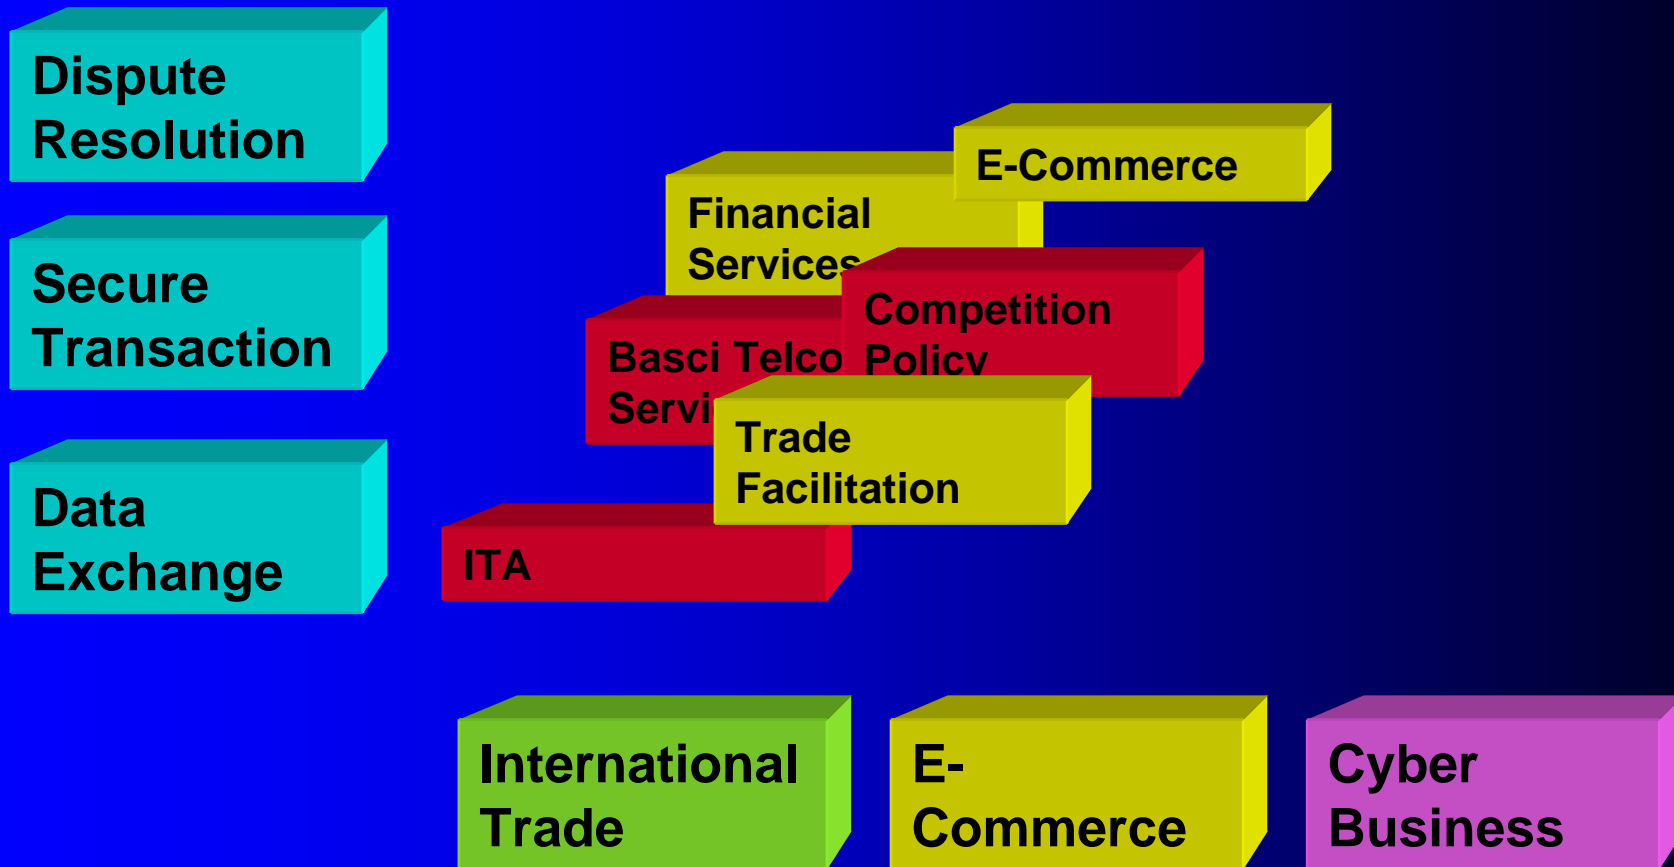 Dispute
Resolution
E-Commerce
Financial
Services
Secure
Transaction
Competition
Policy
Basci Telco
Servi
Trade
Facilitation
Data
Exchange
ITA
International
Trade
E-
Commerce
Cyber
Business